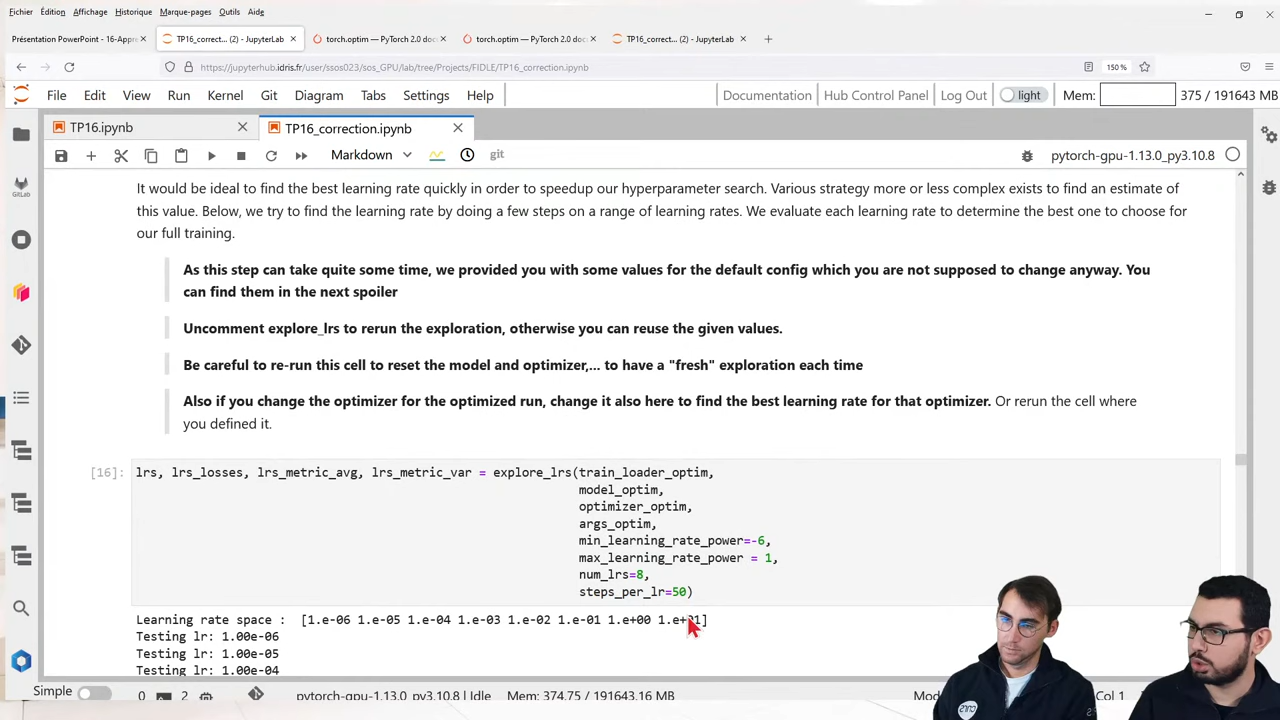 Fichier Édition Affichage Historique Marque-pages Outils Aide
Présentation PowerPoint - 16-Appre
TP16_correct… (2) - JupyterLab
torch.optim — PyTorch 2.0 doc
torch.optim — PyTorch 2.0 doc
TP16_correct… (2) - JupyterLab
https://jupyterhub.idris.fr/user/ssos023/sos_GPU/lab/tree/Projects/FIDLE/TP16_correction.ipynb
150 %
File Edit View Run Kernel Git Diagram Tabs Settings Help
Documentation Hub Control Panel Log Out light Mem: 375 / 191643 MB
TP16.ipynb
TP16_correction.ipynb
Markdown
git
pytorch-gpu-1.13.0_py3.10.8
GitLab
It would be ideal to find the best learning rate quickly in order to speedup our hyperparameter search. Various strategy more or less complex exists to find an estimate of
this value. Below, we try to find the learning rate by doing a few steps on a range of learning rates. We evaluate each learning rate to determine the best one to choose for
our full training.
As this step can take quite some time, we provided you with some values for the default config which you are not supposed to change anyway. You
can find them in the next spoiler
Uncomment explore_lrs to rerun the exploration, otherwise you can reuse the given values.
Be careful to re-run this cell to reset the model and optimizer,... to have a "fresh" exploration each time
Also if you change the optimizer for the optimized run, change it also here to find the best learning rate for that optimizer. Or rerun the cell where
you defined it.
[16]: lrs, lrs_losses, lrs_metric_avg, lrs_metric_var = explore_lrs(train_loader_optim,
model_optim,
optimizer_optim,
args_optim,
min_learning_rate_power=-6,
max_learning_rate_power = 1,
num_lrs=8,
steps_per_lr=50)
Learning rate space : [1.e-06 1.e-05 1.e-04 1.e-03 1.e-02 1.e-01 1.e+00 1.e+01]
Testing lr: 1.00e-06
Testing lr: 1.00e-05
Testing lr: 1.00e-04
Simple 0 2 pytorch-gpu-1.13.0_py3.10.8 | Idle Mem: 374.75 / 191643.16 MB
Col 1
cnrs